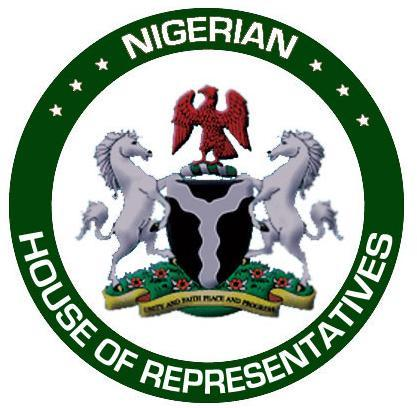 NIGERIAN
UNITY AND FAITH PEACE AND PROGRESS
HOUSE OF REPRESENTATIVES